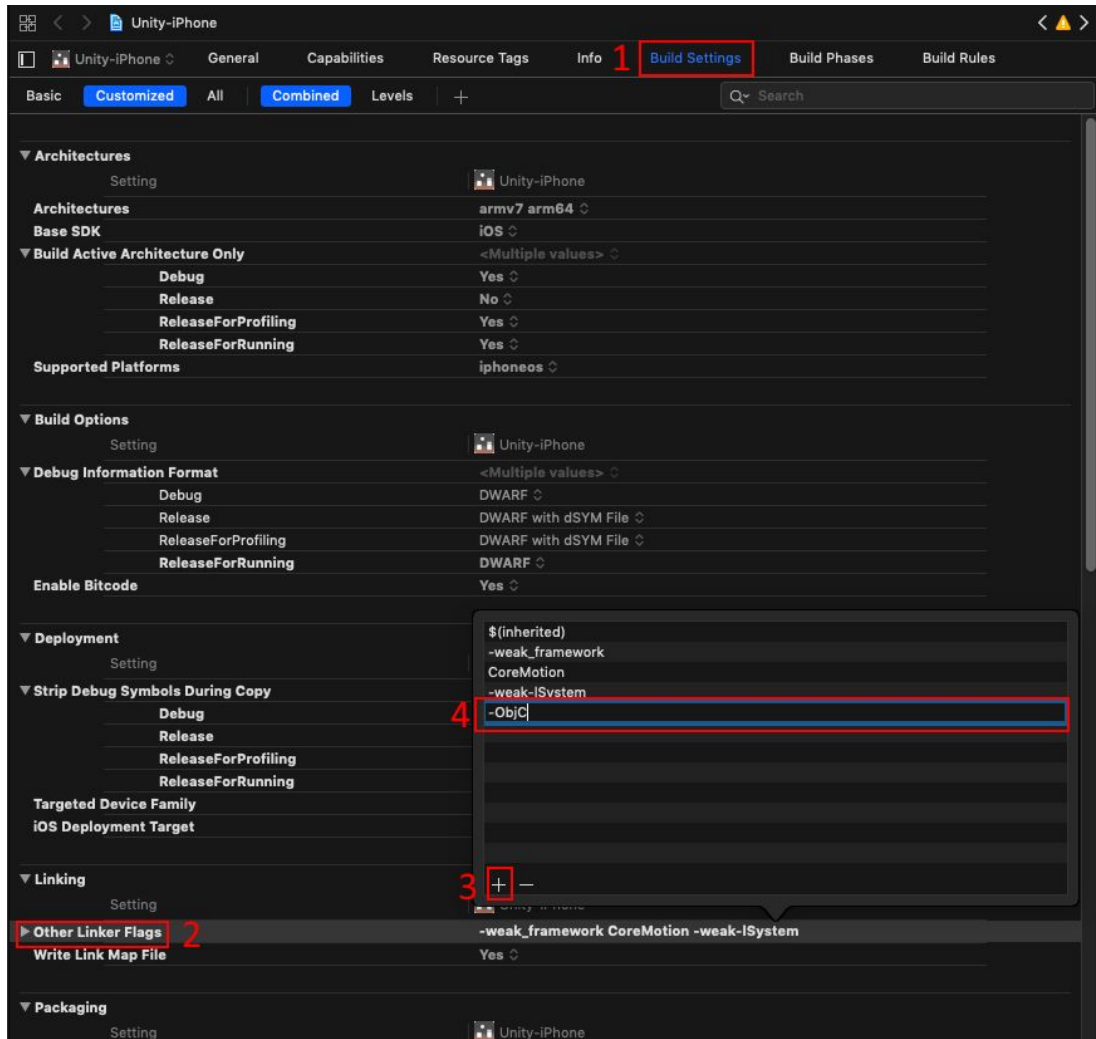 Unity-iPhone
Unity-iPhone General Capabilities Resource Tags Info 1 Build Settings Build Phases Build Rules
Basic Customized All Combined Levels + Search
Architectures
Setting Unity-iPhone
Architectures armv7 arm64
Base SDK iOS
Build Active Architecture Only <Multiple values>
Debug Yes
Release No
ReleaseForProfiling Yes
ReleaseForRunning Yes
Supported Platforms iphoneos
Build Options
Setting Unity-iPhone
Debug Information Format <Multiple values>
Debug DWARF
Release DWARF with dSYM File
ReleaseForProfiling DWARF with dSYM File
ReleaseForRunning DWARF
Enable Bitcode Yes
$(inherited)
Deployment
-weak_framework
Setting
CoreMotion
Strip Debug Symbols During Copy
-weak-lSystem
Debug
4 -ObjC
Release
ReleaseForProfiling
ReleaseForRunning
Targeted Device Family
iOS Deployment Target
Linking
3 + −
Setting
Other Linker Flags 2 -weak_framework CoreMotion -weak-lSystem
Write Link Map File Yes
Packaging
Setting Unity-iPhone